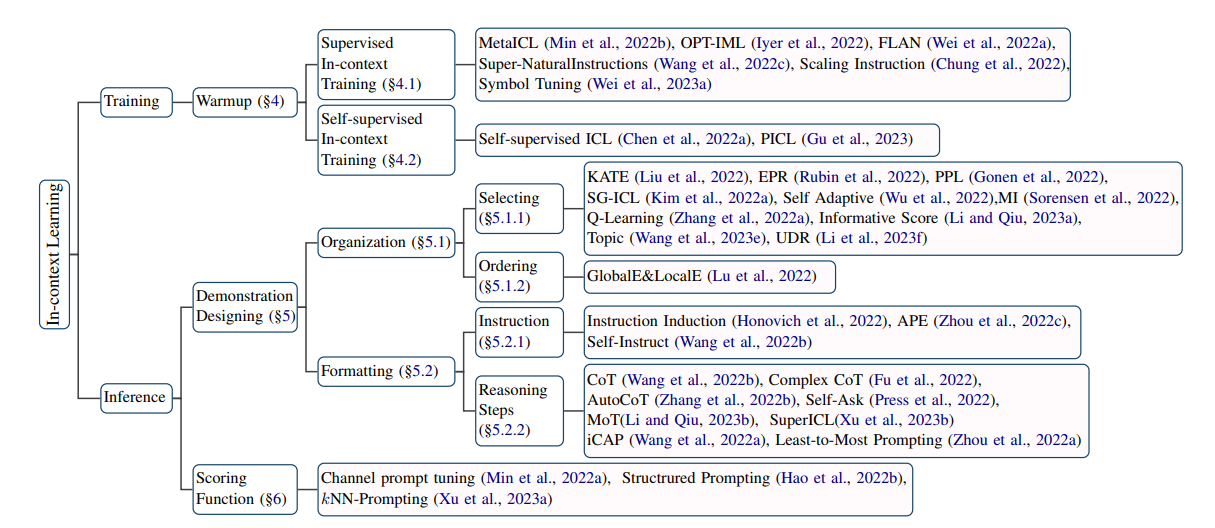 In-context Learning
Training
Warmup (§4)
Supervised
In-context
Training (§4.1)
MetaICL (Min et al., 2022b), OPT-IML (Iyer et al., 2022), FLAN (Wei et al., 2022a),
Super-NaturalInstructions (Wang et al., 2022c), Scaling Instruction (Chung et al., 2022),
Symbol Tuning (Wei et al., 2023a)
Self-supervised
In-context
Training (§4.2)
Self-supervised ICL (Chen et al., 2022a), PICL (Gu et al., 2023)
Inference
Demonstration
Designing (§5)
Organization (§5.1)
Selecting
(§5.1.1)
KATE (Liu et al., 2022), EPR (Rubin et al., 2022), PPL (Gonen et al., 2022),
SG-ICL (Kim et al., 2022a), Self Adaptive (Wu et al., 2022),MI (Sorensen et al., 2022),
Q-Learning (Zhang et al., 2022a), Informative Score (Li and Qiu, 2023a),
Topic (Wang et al., 2023e), UDR (Li et al., 2023f)
Ordering
(§5.1.2)
GlobalE&LocalE (Lu et al., 2022)
Formatting (§5.2)
Instruction
(§5.2.1)
Instruction Induction (Honovich et al., 2022), APE (Zhou et al., 2022c),
Self-Instruct (Wang et al., 2022b)
Reasoning
Steps
(§5.2.2)
CoT (Wang et al., 2022b), Complex CoT (Fu et al., 2022),
AutoCoT (Zhang et al., 2022b), Self-Ask (Press et al., 2022),
MoT(Li and Qiu, 2023b), SuperICL(Xu et al., 2023b)
iCAP (Wang et al., 2022a), Least-to-Most Prompting (Zhou et al., 2022a)
Scoring
Function (§6)
Channel prompt tuning (Min et al., 2022a), Structrured Prompting (Hao et al., 2022b),
kNN-Prompting (Xu et al., 2023a)